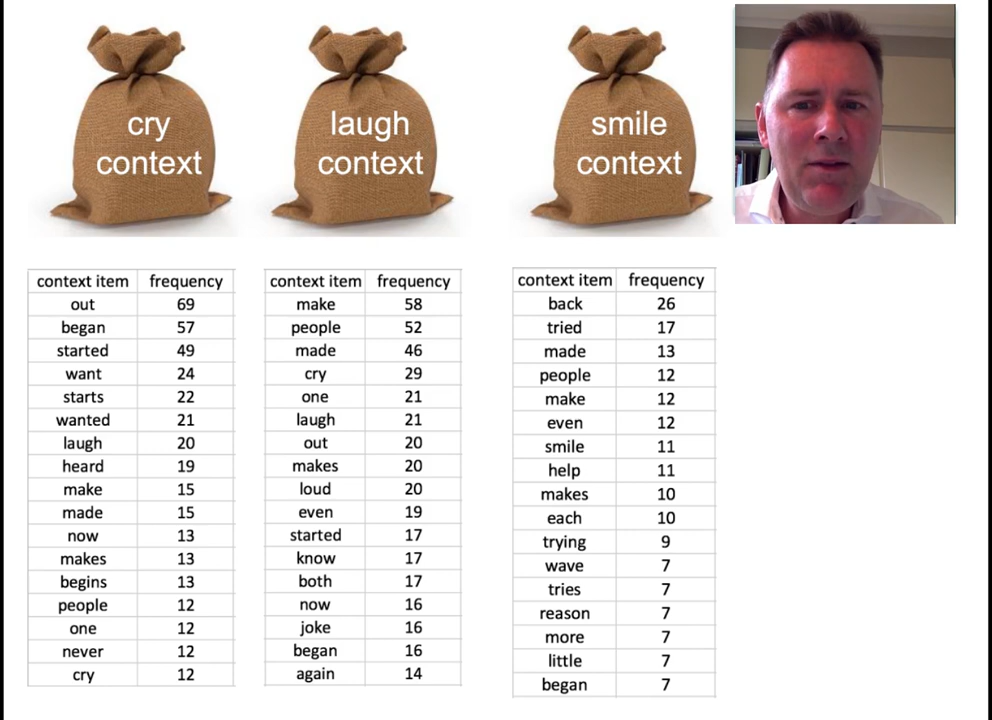 cry
context
laugh
context
smile
context
context item frequency
out 69
began 57
started 49
want 24
starts 22
wanted 21
laugh 20
heard 19
make 15
made 15
now 13
makes 13
begins 13
people 12
one 12
never 12
cry 12
context item frequency
make 58
people 52
made 46
cry 29
one 21
laugh 21
out 20
makes 20
loud 20
even 19
started 17
know 17
both 17
now 16
joke 16
began 16
again 14
context item frequency
back 26
tried 17
made 13
people 12
make 12
even 12
smile 11
help 11
makes 10
each 10
trying 9
wave 7
tries 7
reason 7
more 7
little 7
began 7